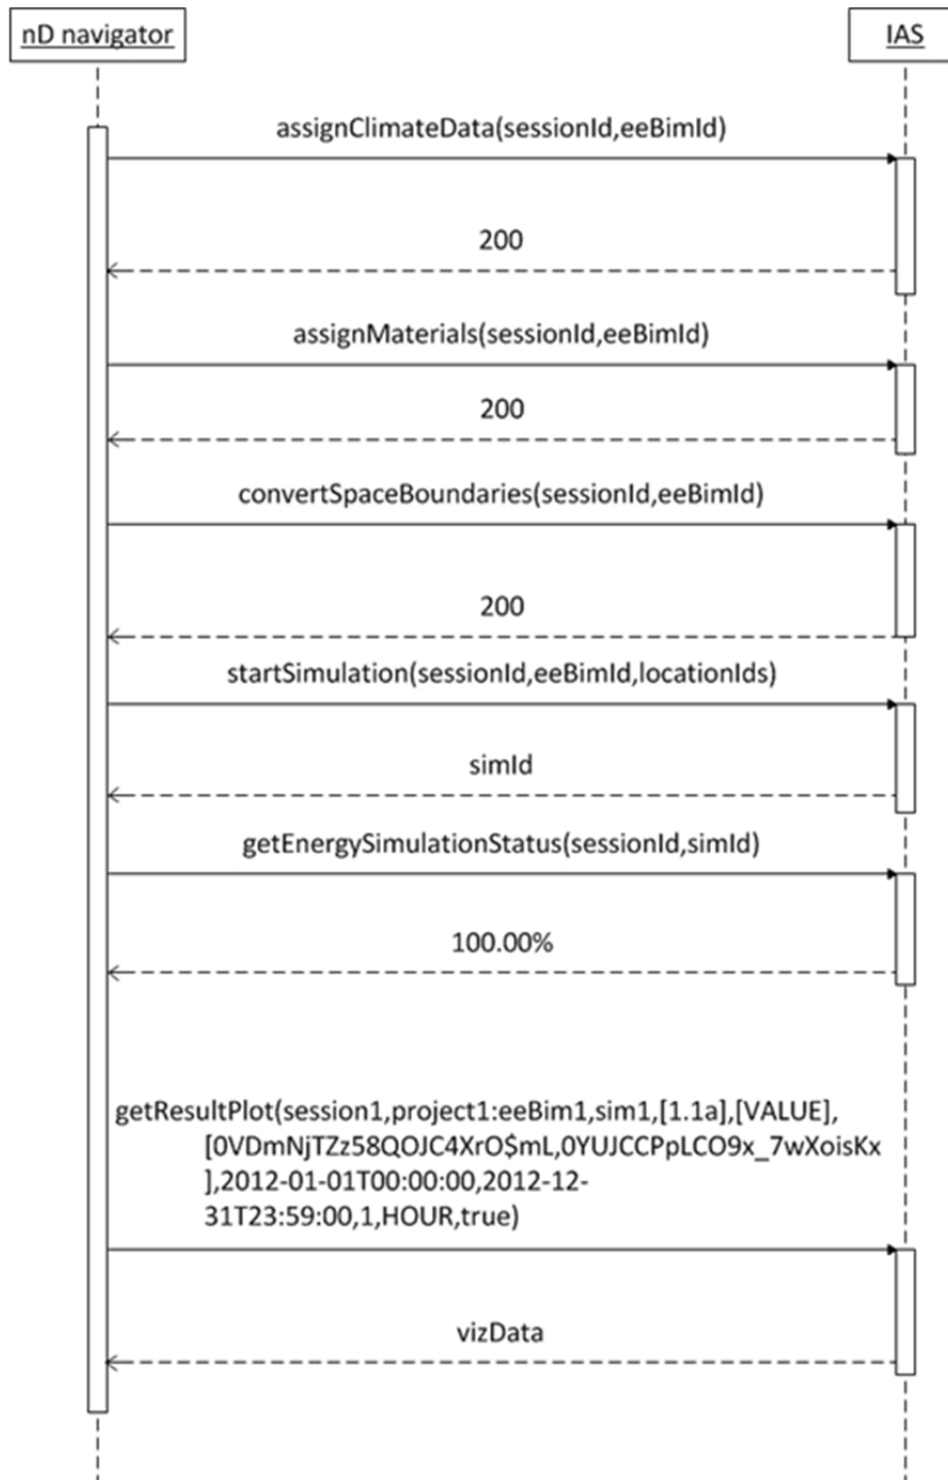 nD navigator
IAS
assignClimateData(sessionId,eeBimId)
200
assignMaterials(sessionId,eeBimId)
200
convertSpaceBoundaries(sessionId,eeBimId)
200
startSimulation(sessionId,eeBimId,locationIds)
simId
getEnergySimulationStatus(sessionId,simId)
100.00%
getResultPlot(session1,project1:eeBim1,sim1,[1.1a],[VALUE],
[0VDmNjTZz58QOJC4XrO$mL,0YUJCCPpLCO9x_7wXoisKx
],2012-01-01T00:00:00,2012-12-
31T23:59:00,1,HOUR,true)
vizData